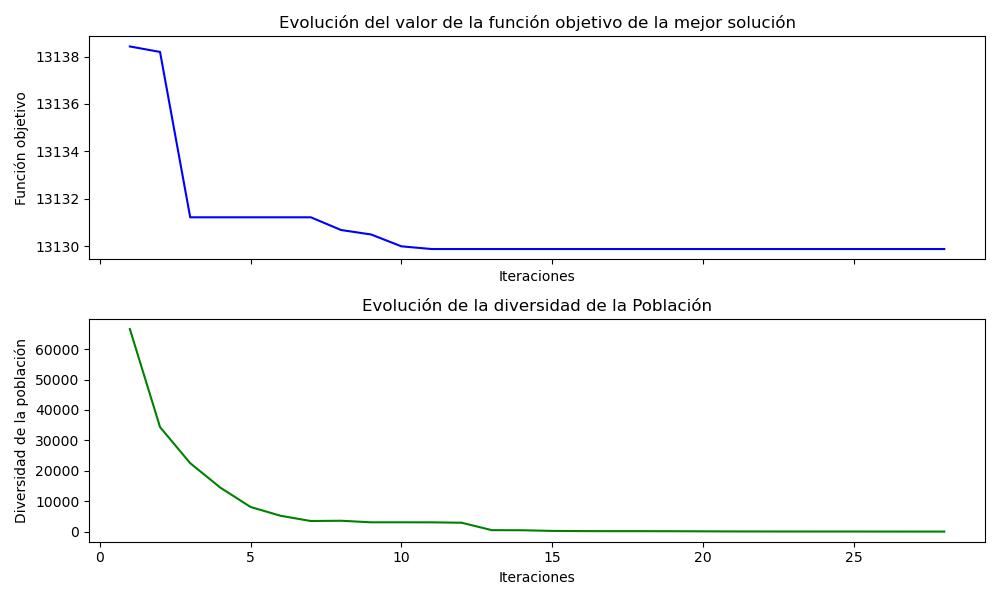 Evolución del valor de la función objetivo de la mejor solución
Función objetivo
13138
13136
13134
13132
13130
Iteraciones
Evolución de la diversidad de la Población
Diversidad de la población
60000
50000
40000
30000
20000
10000
0
0 5 10 15 20 25
Iteraciones